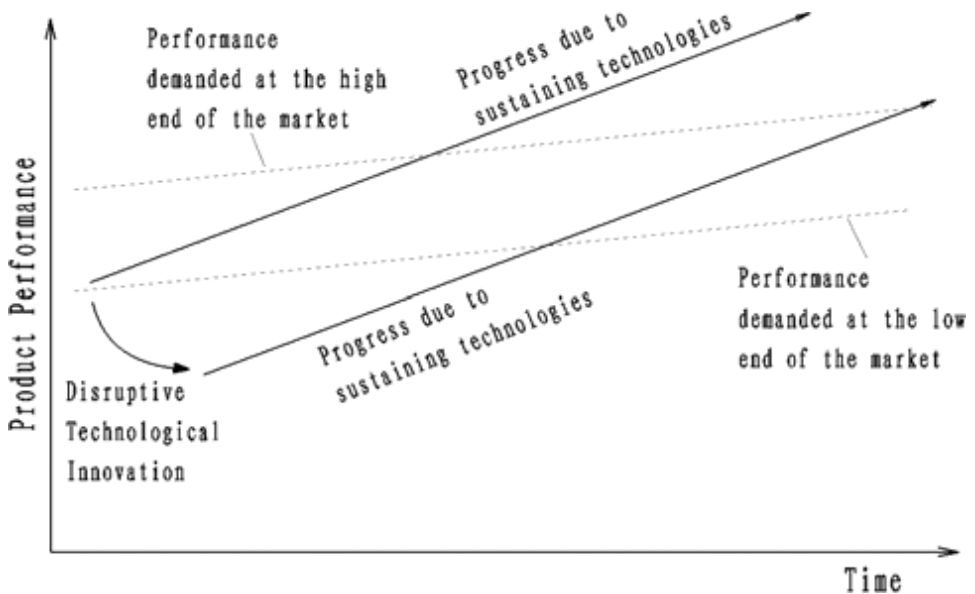 Performance
demanded at the high
end of the market
Progress due to
sustaining technologies
Product Performance
Progress due to
sustaining technologies
Performance
demanded at the low
end of the market
Disruptive
Technological
Innovation
Time